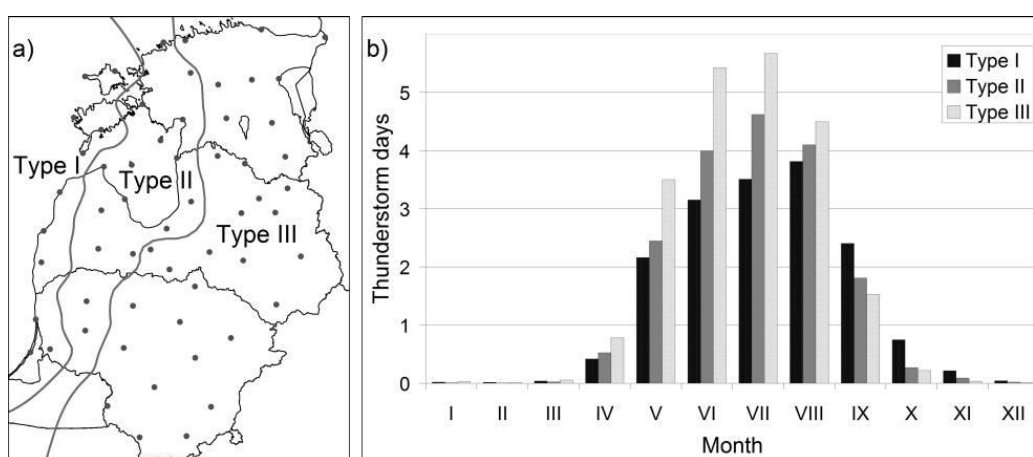 a)
Type I
Type II
Type III
b)
Thunderstorm days
5
4
3
2
1
0
Type I
Type II
Type III
I II III IV V VI VII VIII IX X XI XII
Month